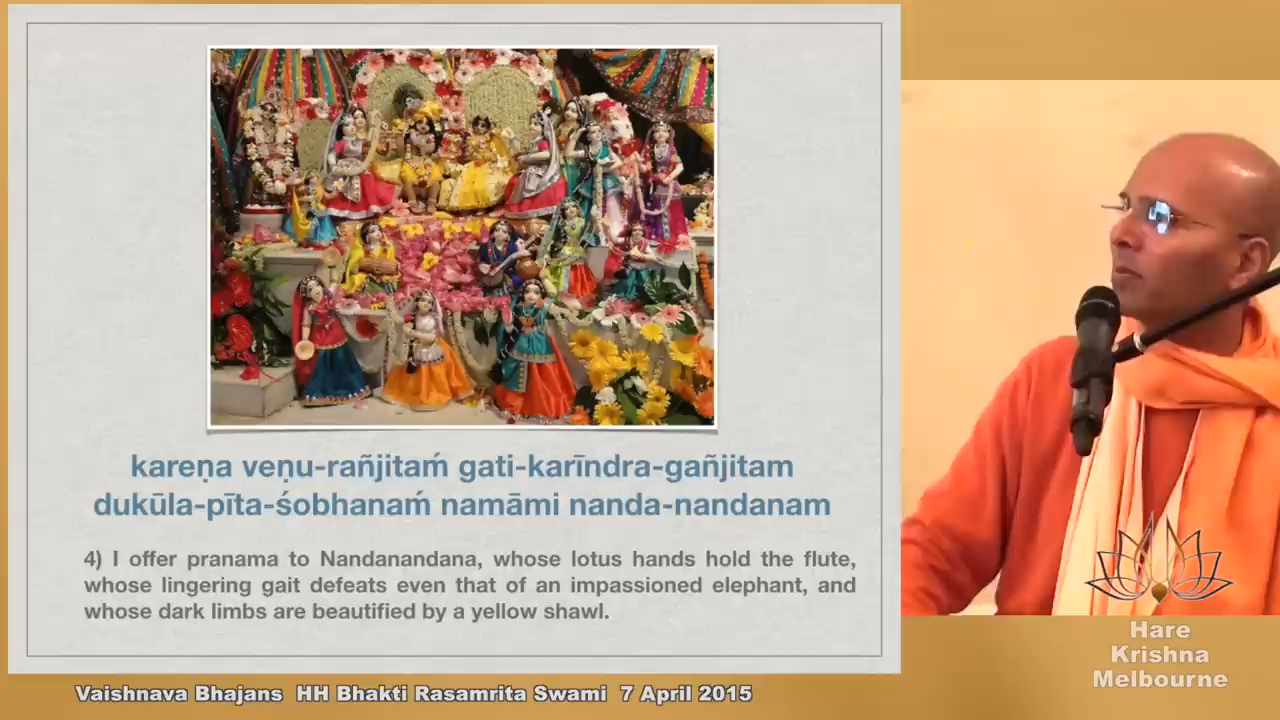 kareṇa veṇu-rañjitaḿ gati-karīndra-gañjitam
dukūla-pīta-śobhanaḿ namāmi nanda-nandanam
4) I offer pranama to Nandanandana, whose lotus hands hold the flute,
whose lingering gait defeats even that of an impassioned elephant, and
whose dark limbs are beautified by a yellow shawl.
Hare
Krishna
Melbourne
Vaishnava Bhajans HH Bhakti Rasamrita Swami 7 April 2015